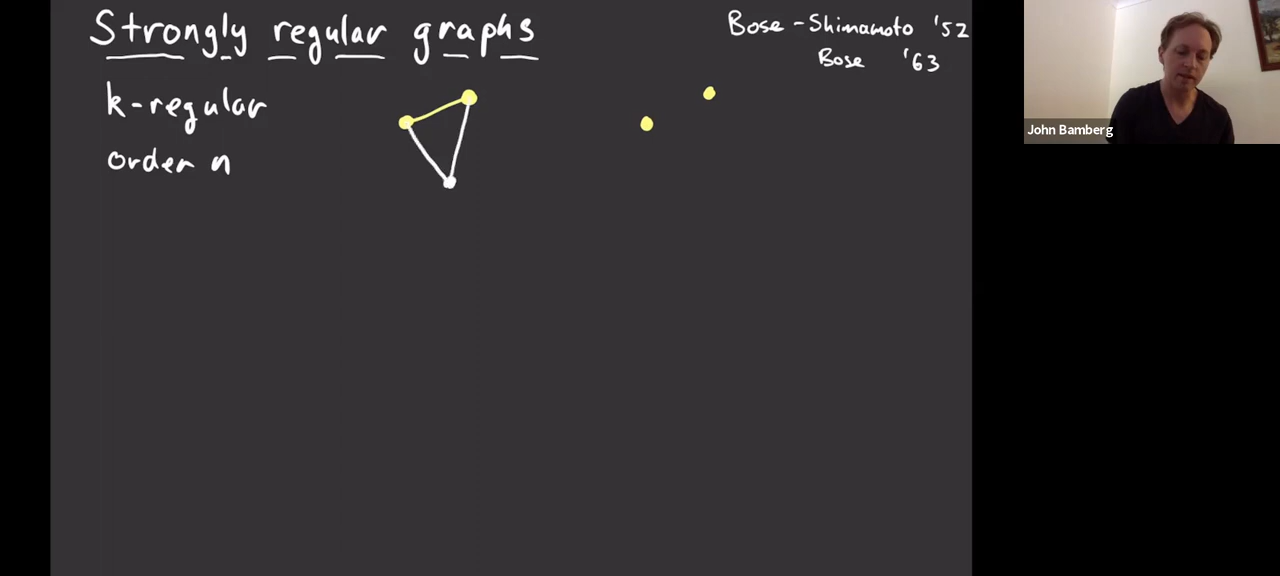 Strongly regular graphs
Bose - Shimamoto '52
Bose '63
k-regular
order n
John Bamberg